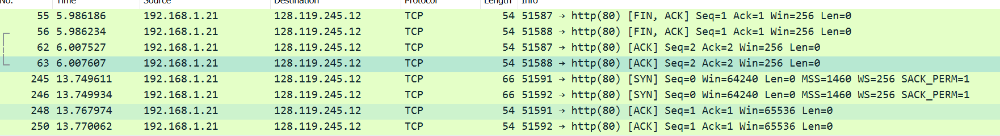 No. Time Source Destination Protocol Length Info
55 5.986186 192.168.1.21 128.119.245.12 TCP 54 51587 → http(80) [FIN, ACK] Seq=1 Ack=1 Win=256 Len=0
56 5.986234 192.168.1.21 128.119.245.12 TCP 54 51588 → http(80) [FIN, ACK] Seq=1 Ack=1 Win=256 Len=0
62 6.007527 192.168.1.21 128.119.245.12 TCP 54 51587 → http(80) [ACK] Seq=2 Ack=2 Win=256 Len=0
63 6.007607 192.168.1.21 128.119.245.12 TCP 54 51588 → http(80) [ACK] Seq=2 Ack=2 Win=256 Len=0
245 13.749611 192.168.1.21 128.119.245.12 TCP 66 51591 → http(80) [SYN] Seq=0 Win=64240 Len=0 MSS=1460 WS=256 SACK_PERM=1
246 13.749934 192.168.1.21 128.119.245.12 TCP 66 51592 → http(80) [SYN] Seq=0 Win=64240 Len=0 MSS=1460 WS=256 SACK_PERM=1
248 13.767974 192.168.1.21 128.119.245.12 TCP 54 51591 → http(80) [ACK] Seq=1 Ack=1 Win=65536 Len=0
250 13.770062 192.168.1.21 128.119.245.12 TCP 54 51592 → http(80) [ACK] Seq=1 Ack=1 Win=65536 Len=0